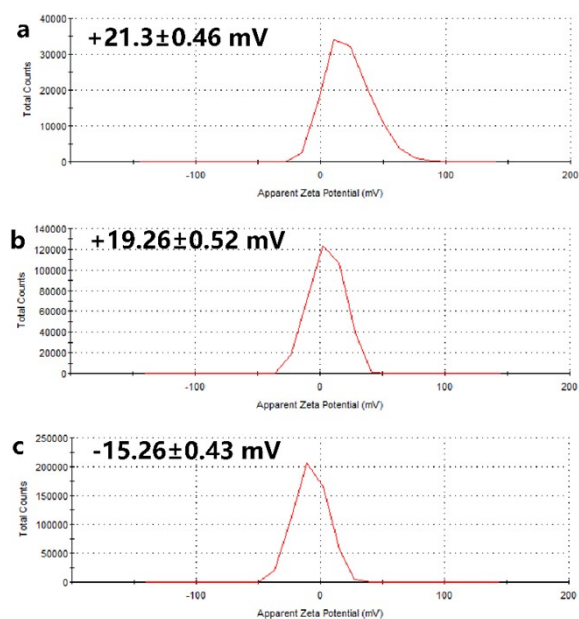 a
+21.3±0.46 mV
Total Counts
40000
30000
20000
10000
0
-100 0 100 200
Apparent Zeta Potential (mV)
b
+19.26±0.52 mV
Total Counts
140000
120000
100000
80000
60000
40000
20000
0
-100 0 100 200
Apparent Zeta Potential (mV)
c
-15.26±0.43 mV
Total Counts
250000
200000
150000
100000
50000
0
-100 0 100 200
Apparent Zeta Potential (mV)